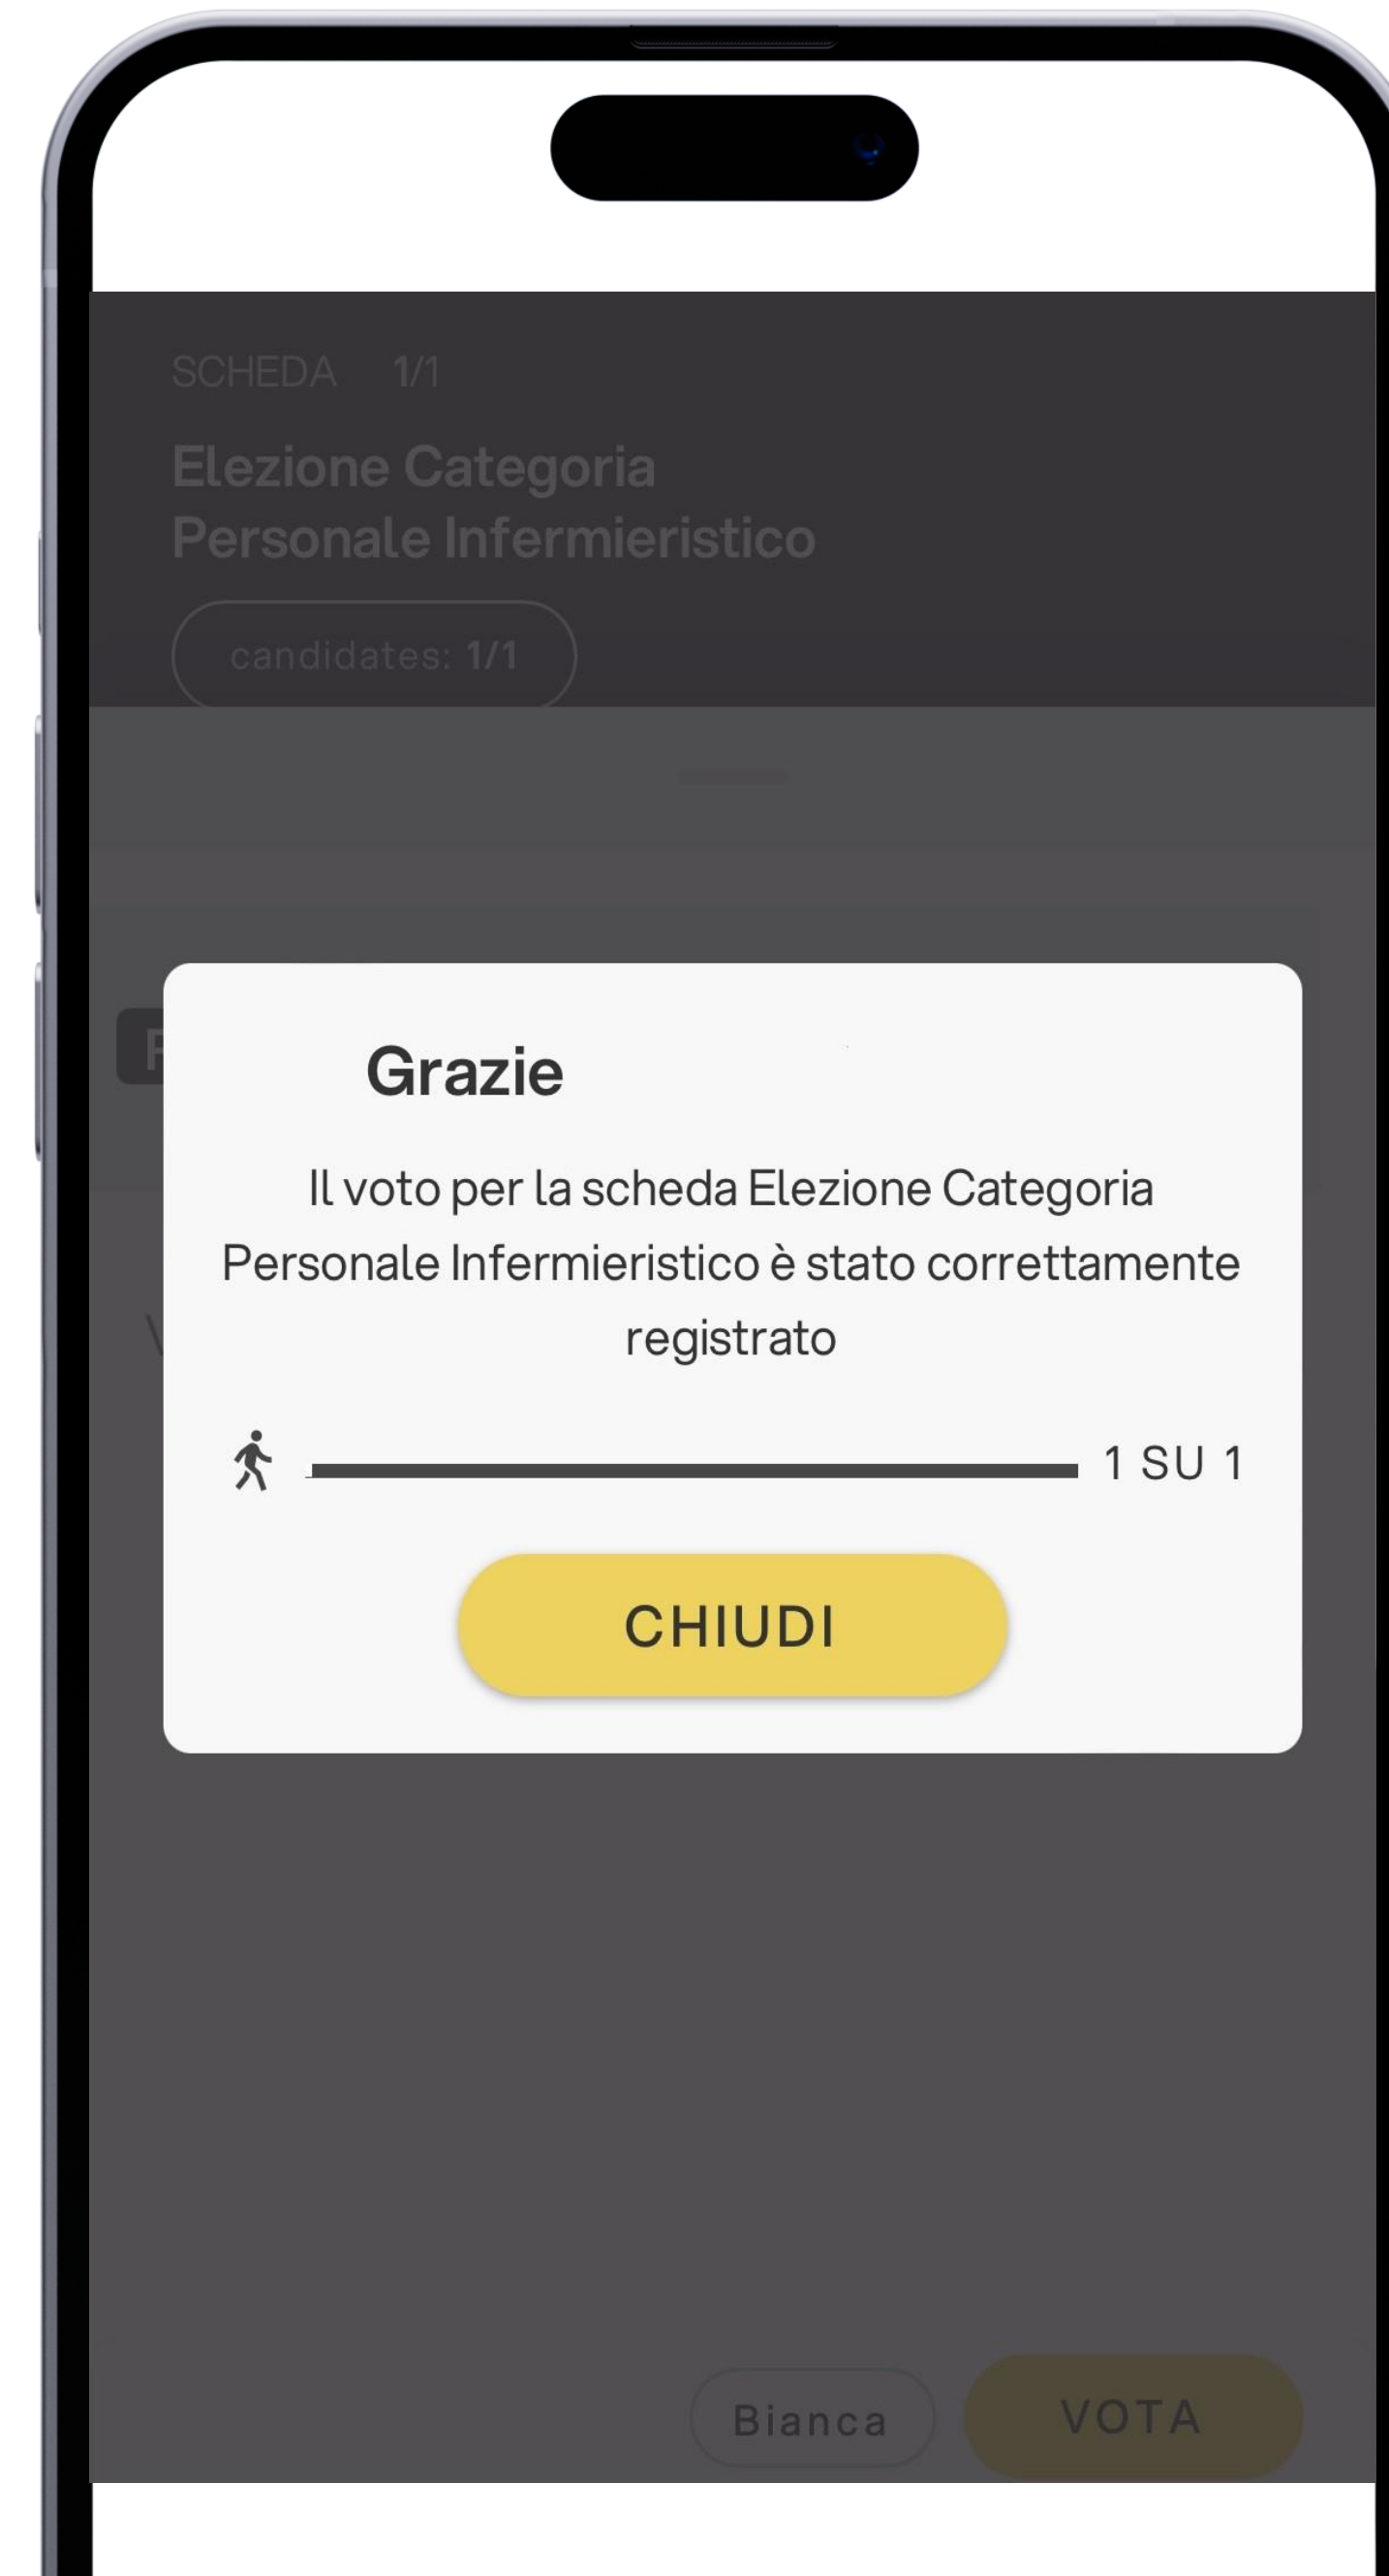 SCHEDA 1/1
Elezione Categoria
Personale Infermieristico
candidates: 1/1
Grazie
Il voto per la scheda Elezione Categoria
Personale Infermieristico è stato correttamente
registrato
1 SU 1
CHIUDI
Bianca VOTA